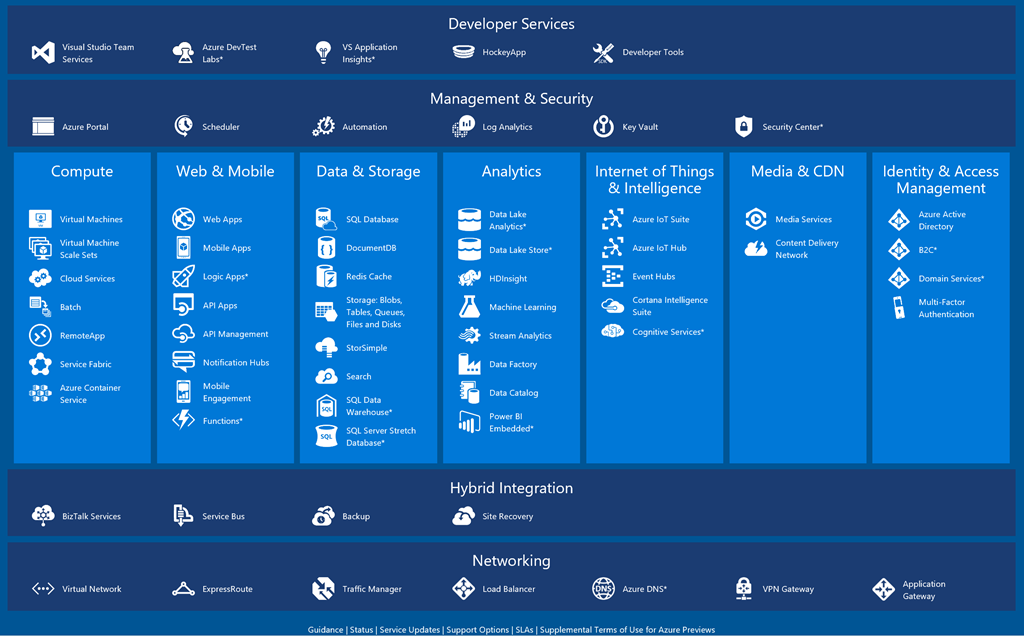 Developer Services
Visual Studio Team
Services
Azure DevTest
Labs*
VS Application
Insights*
HockeyApp
Developer Tools
Management & Security
Azure Portal
Scheduler
Automation
Log Analytics
Key Vault
Security Center*
Compute
Virtual Machines
Virtual Machine
Scale Sets
Cloud Services
Batch
RemoteApp
Service Fabric
Azure Container
Service
Web & Mobile
Web Apps
Mobile Apps
Logic Apps*
API Apps
API Management
Notification Hubs
Mobile
Engagement
Functions*
Data & Storage
SQL
SQL Database
DocumentDB
Redis Cache
Storage: Blobs,
Tables, Queues,
Files and Disks
StorSimple
Search
SQL
SQL Data
Warehouse*
SQL
SQL Server Stretch
Database*
Analytics
Data Lake
Analytics*
Data Lake Store*
HDInsight
Machine Learning
Stream Analytics
Data Factory
Data Catalog
Power BI
Embedded*
Internet of Things
& Intelligence
Azure IoT Suite
Azure IoT Hub
Event Hubs
Cortana Intelligence
Suite
Cognitive Services*
Media & CDN
Media Services
Content Delivery
Network
Identity & Access
Management
Azure Active
Directory
B2C*
Domain Services*
Multi-Factor
Authentication
Hybrid Integration
BizTalk Services
Service Bus
Backup
Site Recovery
Networking
Virtual Network
ExpressRoute
Traffic Manager
Load Balancer
DNS
Azure DNS*
VPN Gateway
Application
Gateway
Guidance | Status | Service Updates | Support Options | SLAs | Supplemental Terms of Use for Azure Previews